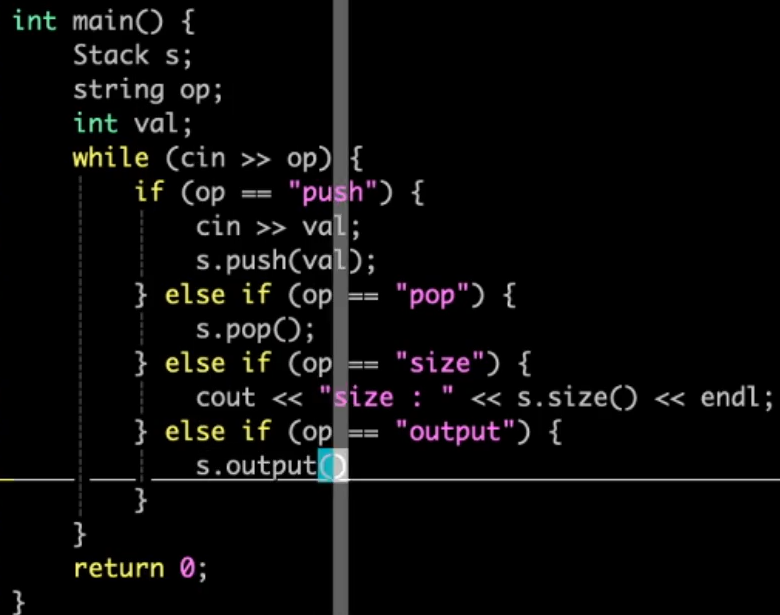 int main() {
    Stack s;
    string op;
    int val;
    while (cin >> op) {
        if (op == "push") {
            cin >> val;
            s.push(val);
        } else if (op == "pop") {
            s.pop();
        } else if (op == "size") {
            cout << "size : " << s.size() << endl;
        } else if (op == "output") {
            s.output()
        }
    }
    return 0;
}